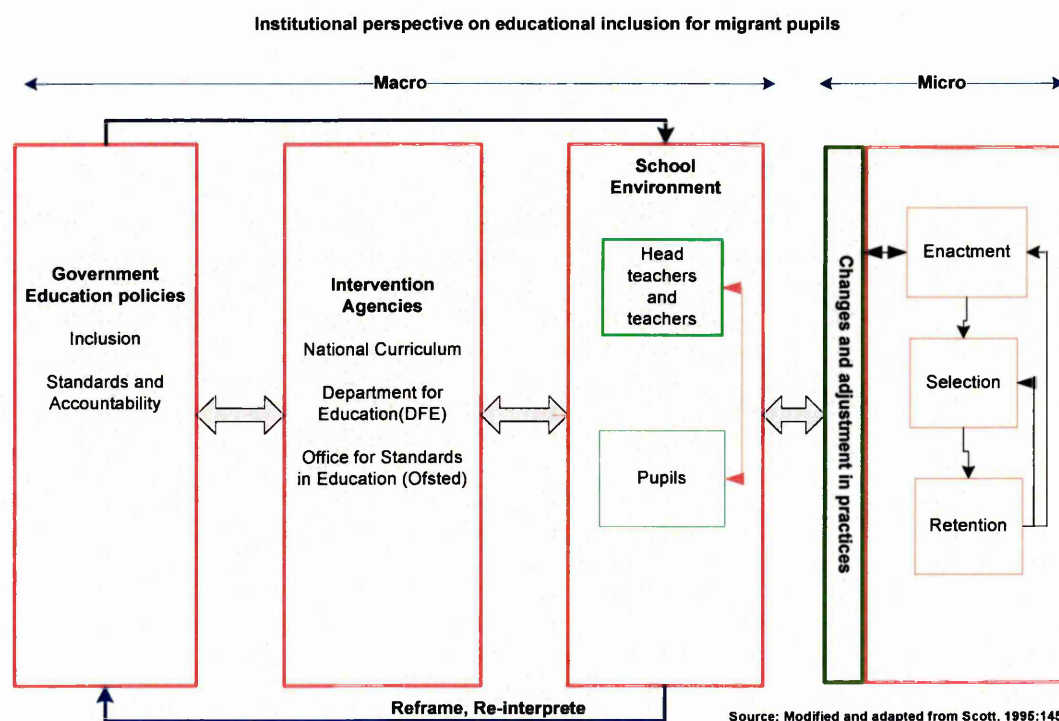 Institutional perspective on educational inclusion for migrant pupils
Macro
Micro
Government
Education policies
Inclusion
Standards and
Accountability
Intervention
Agencies
National Curriculum
Department for
Education(DFE)
Office for Standards
in Education (Ofsted)
School
Environment
Head
teachers
and
teachers
Pupils
Changes and adjustment in practices
Enactment
Selection
Retention
Reframe, Re-interprete
Source: Modified and adapted from Scott, 1995:145